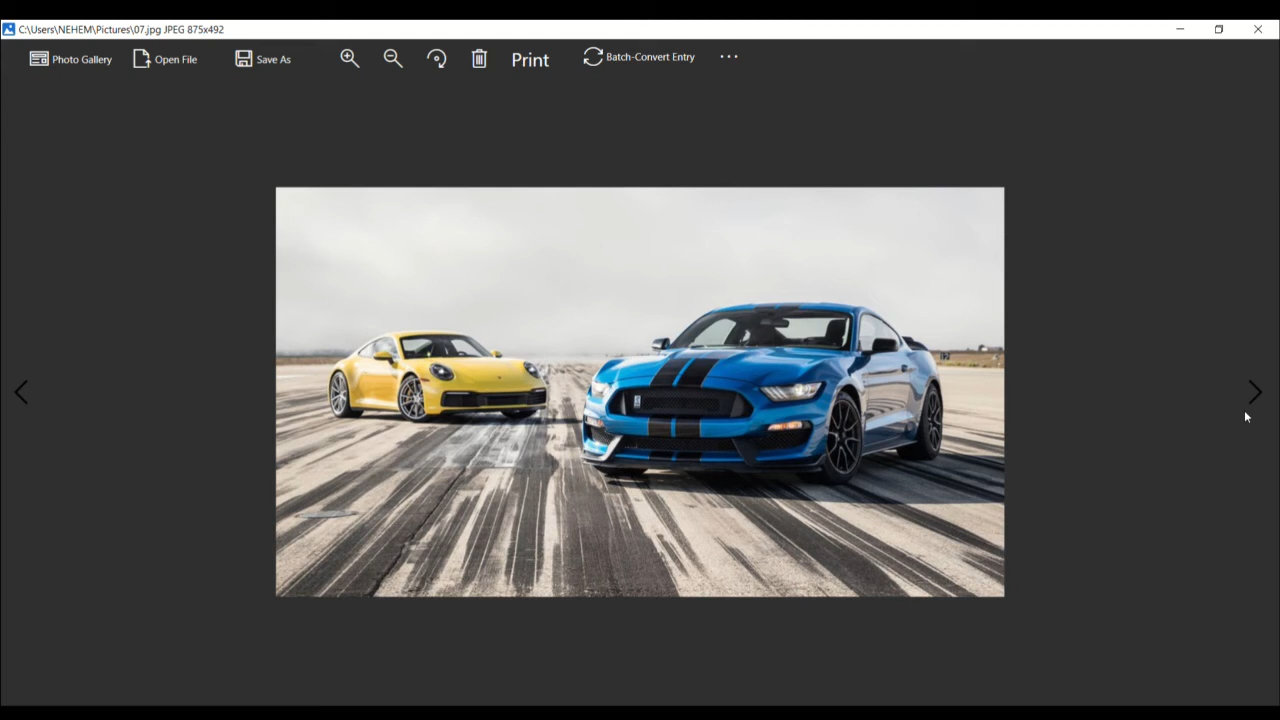 C:\Users\NEHEM\Pictures\07.jpg JPEG 875x492
Photo Gallery
Open File
Save As
Print
Batch-Convert Entry